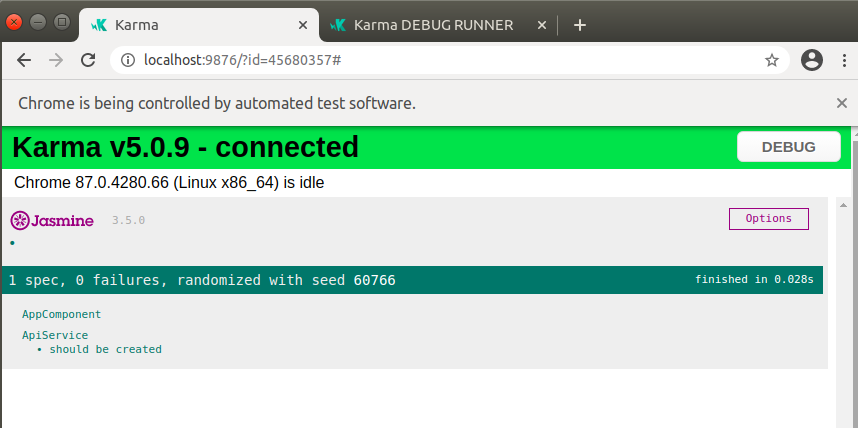 Karma
Karma DEBUG RUNNER
localhost:9876/?id=45680357#
Chrome is being controlled by automated test software.
Karma v5.0.9 - connected
DEBUG
Chrome 87.0.4280.66 (Linux x86_64) is idle
Jasmine 3.5.0
Options
•
1 spec, 0 failures, randomized with seed 60766
finished in 0.028s
AppComponent
ApiService
• should be created